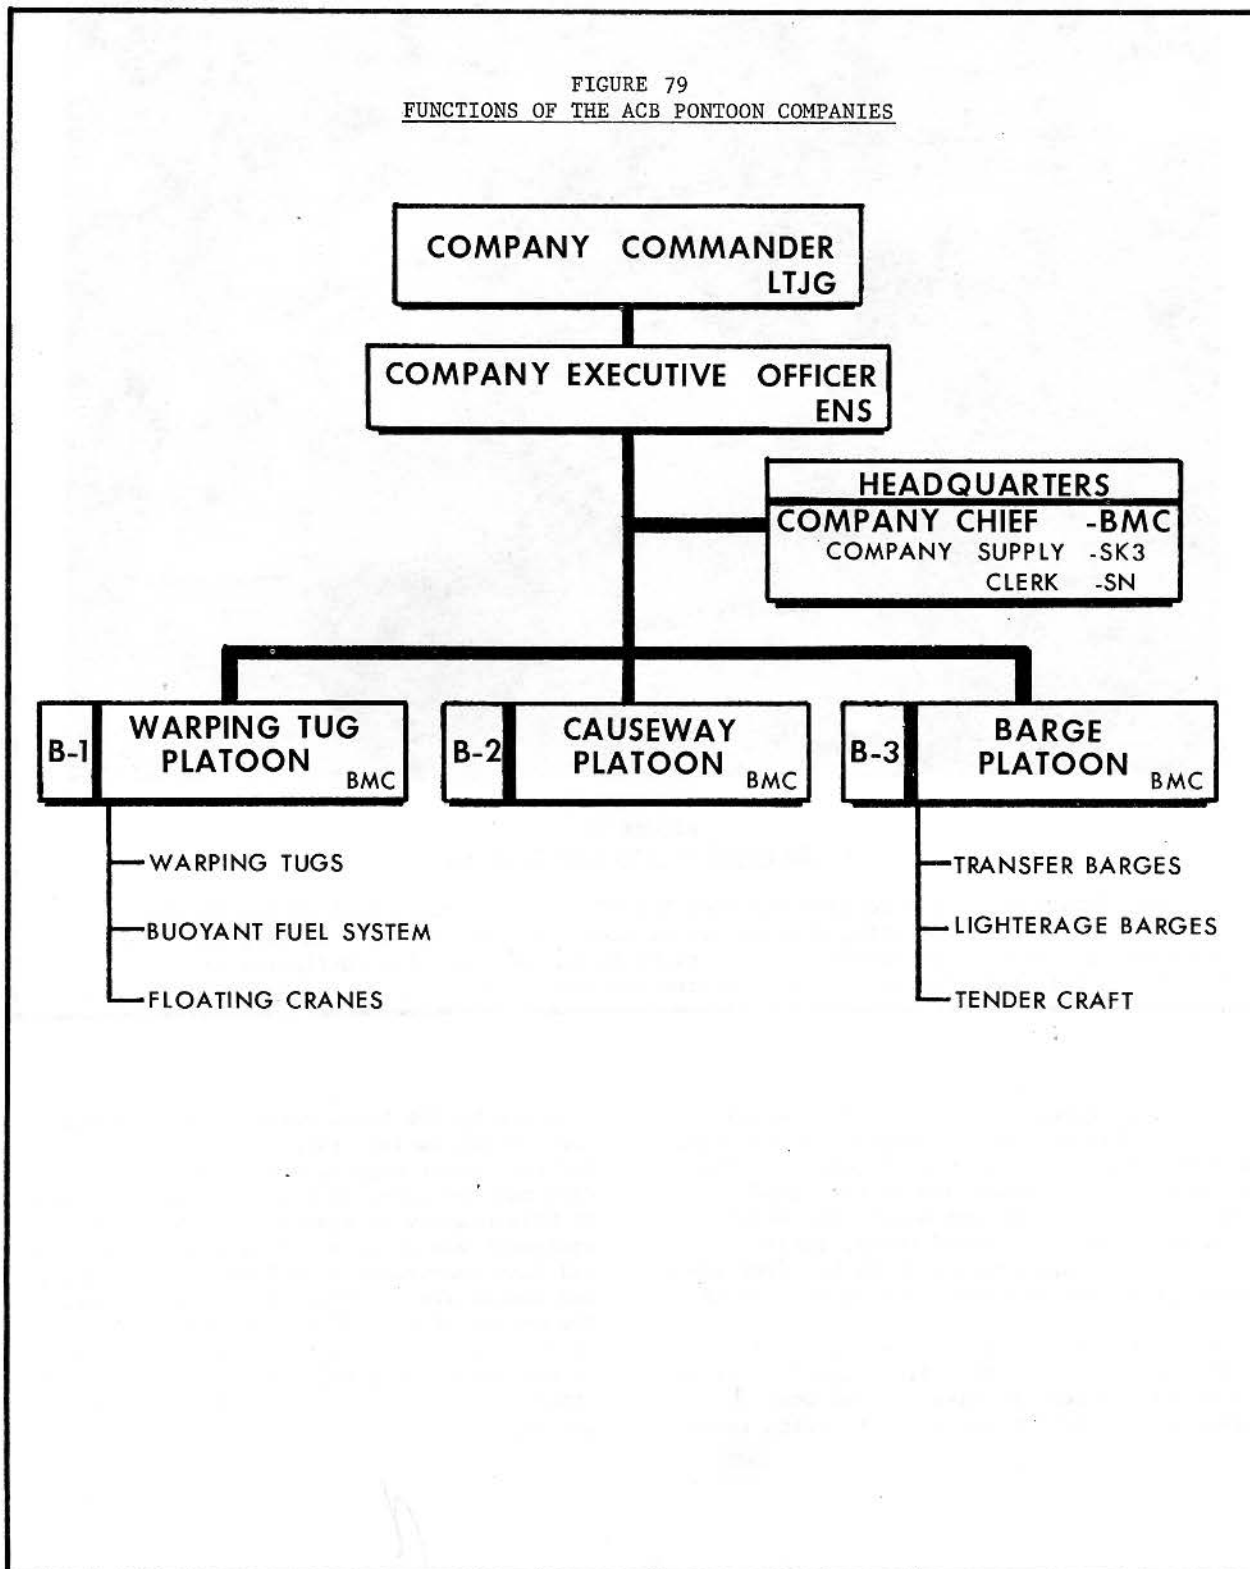 FIGURE 79
FUNCTIONS OF THE ACB PONTOON COMPANIES
COMPANY COMMANDER
LTJG
COMPANY EXECUTIVE OFFICER
ENS
HEADQUARTERS
COMPANY CHIEF -BMC
COMPANY SUPPLY -SK3
CLERK -SN
B-1
WARPING TUG
PLATOON
BMC
WARPING TUGS
BUOYANT FUEL SYSTEM
FLOATING CRANES
B-2
CAUSEWAY
PLATOON
BMC
B-3
BARGE
PLATOON
BMC
TRANSFER BARGES
LIGHTERAGE BARGES
TENDER CRAFT